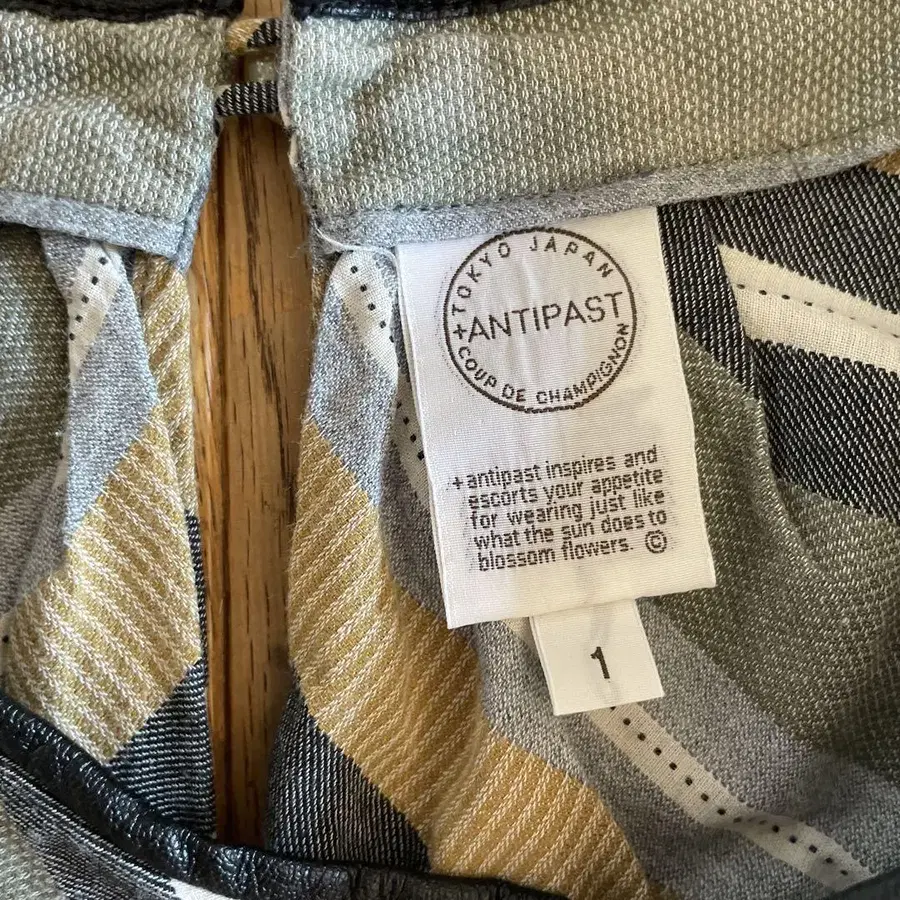 TOKYO JAPAN
+ANTIPAST
COUP DE CHAMPIGNON
+antipast inspires and
escorts your appetite
for wearing just like
what the sun does to
blossom flowers. ©
1